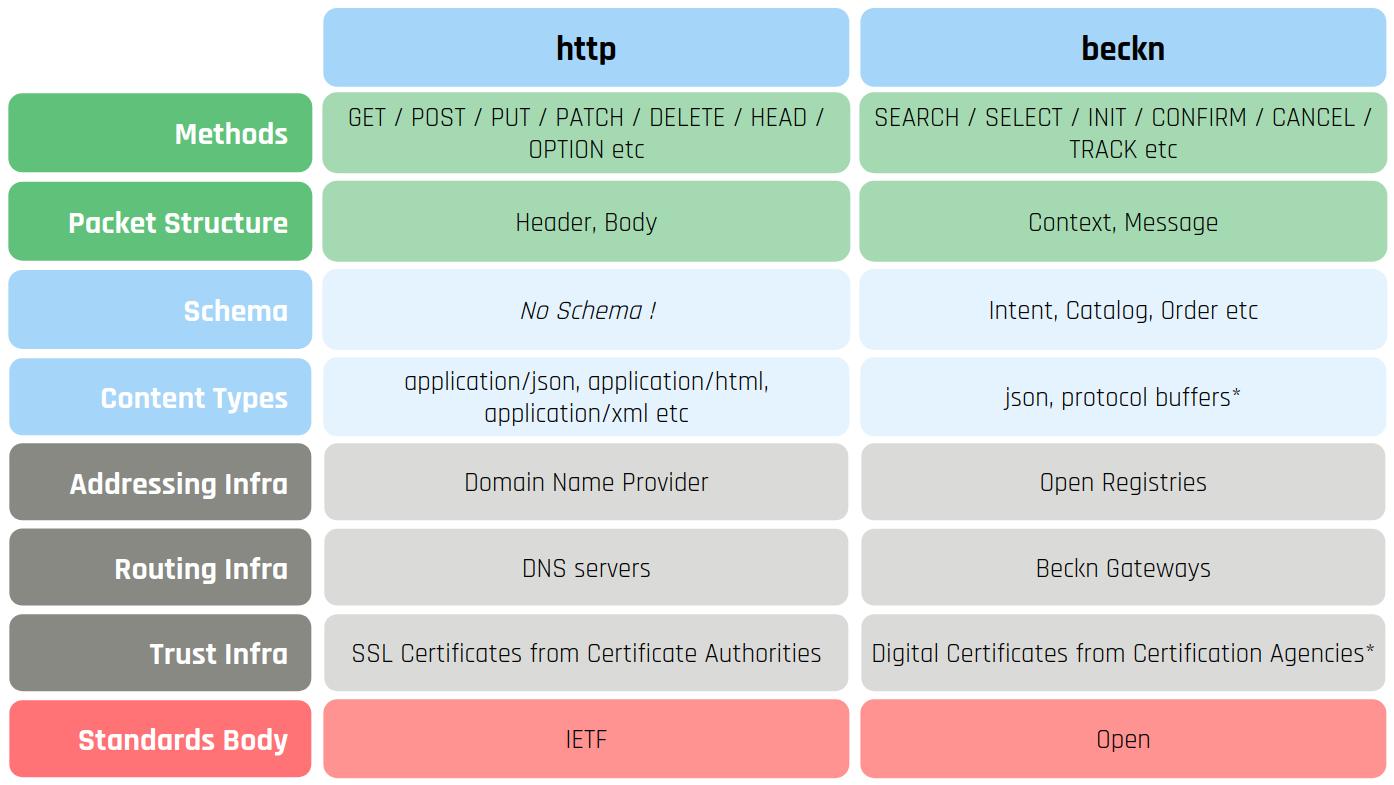 http
beckn
Methods
GET / POST / PUT / PATCH / DELETE / HEAD /
OPTION etc
SEARCH / SELECT / INIT / CONFIRM / CANCEL /
TRACK etc
Packet Structure
Header, Body
Context, Message
Schema
No Schema !
Intent, Catalog, Order etc
Content Types
application/json, application/html,
application/xml etc
json, protocol buffers*
Addressing Infra
Domain Name Provider
Open Registries
Routing Infra
DNS servers
Beckn Gateways
Trust Infra
SSL Certificates from Certificate Authorities
Digital Certificates from Certification Agencies*
Standards Body
IETF
Open